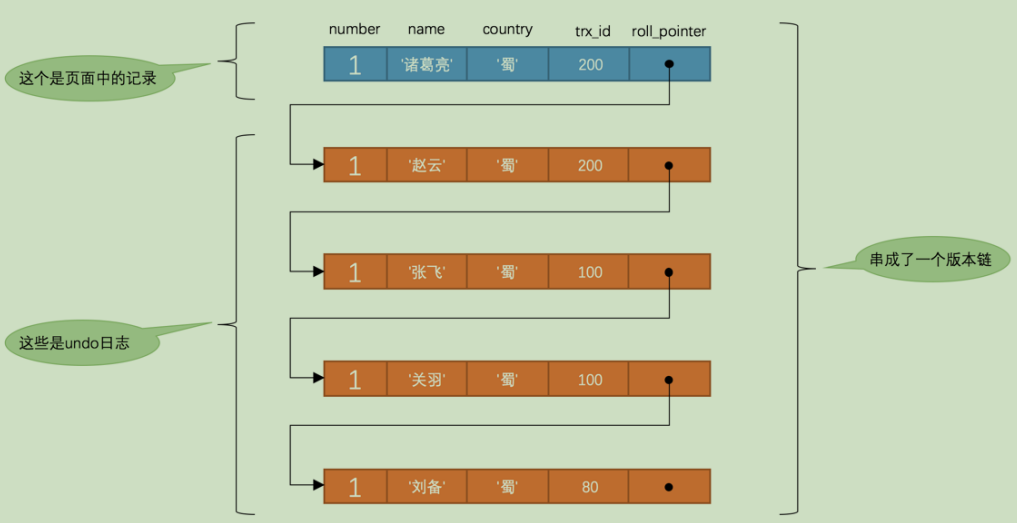 number name country trx_id roll_pointer
1 '诸葛亮' '蜀' 200
这个是页面中的记录
1 '赵云' '蜀' 200
1 '张飞' '蜀' 100
串成了一个版本链
这些是undo日志
1 '关羽' '蜀' 100
1 '刘备' '蜀' 80